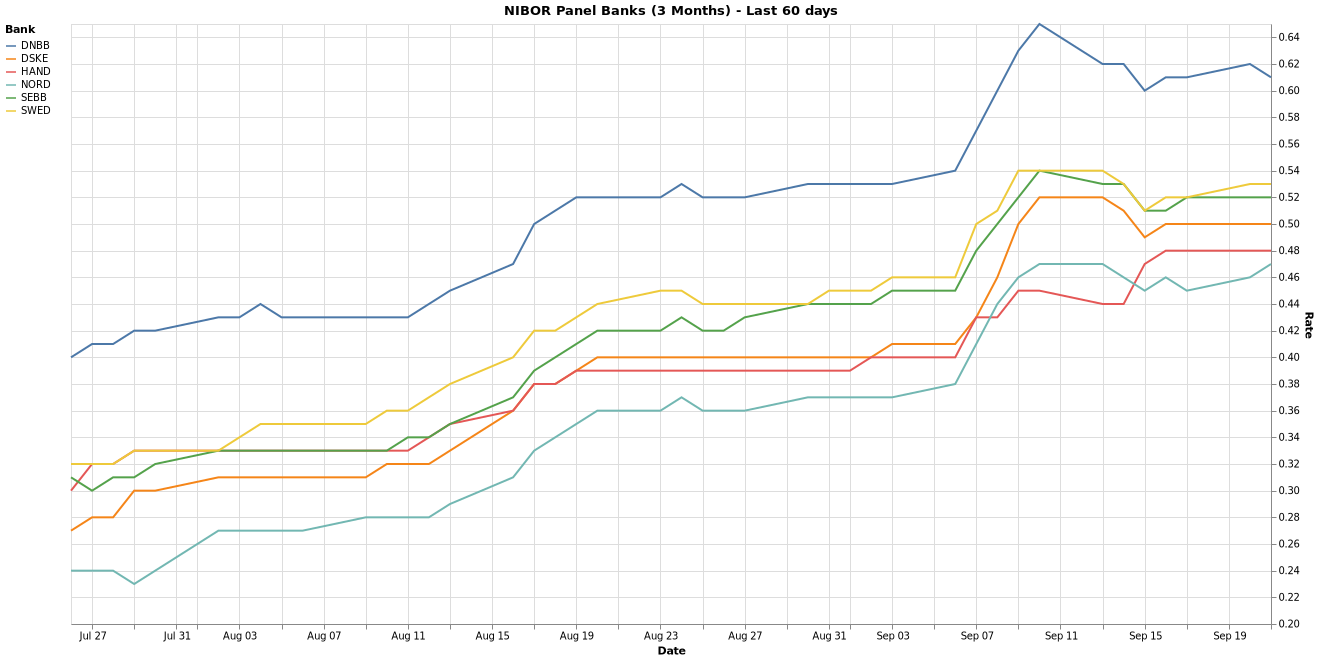 NIBOR Panel Banks (3 Months) - Last 60 days
Bank
DNBB
DSKE
HAND
NORD
SEBB
SWED
0.64
0.62
0.60
0.58
0.56
0.54
0.52
0.50
0.48
0.46
0.44
0.42
0.40
0.38
0.36
0.34
0.32
0.30
0.28
0.26
0.24
0.22
0.20
Rate
Jul 27 Jul 31 Aug 03 Aug 07 Aug 11 Aug 15 Aug 19 Aug 23 Aug 27 Aug 31 Sep 03 Sep 07 Sep 11 Sep 15 Sep 19
Date